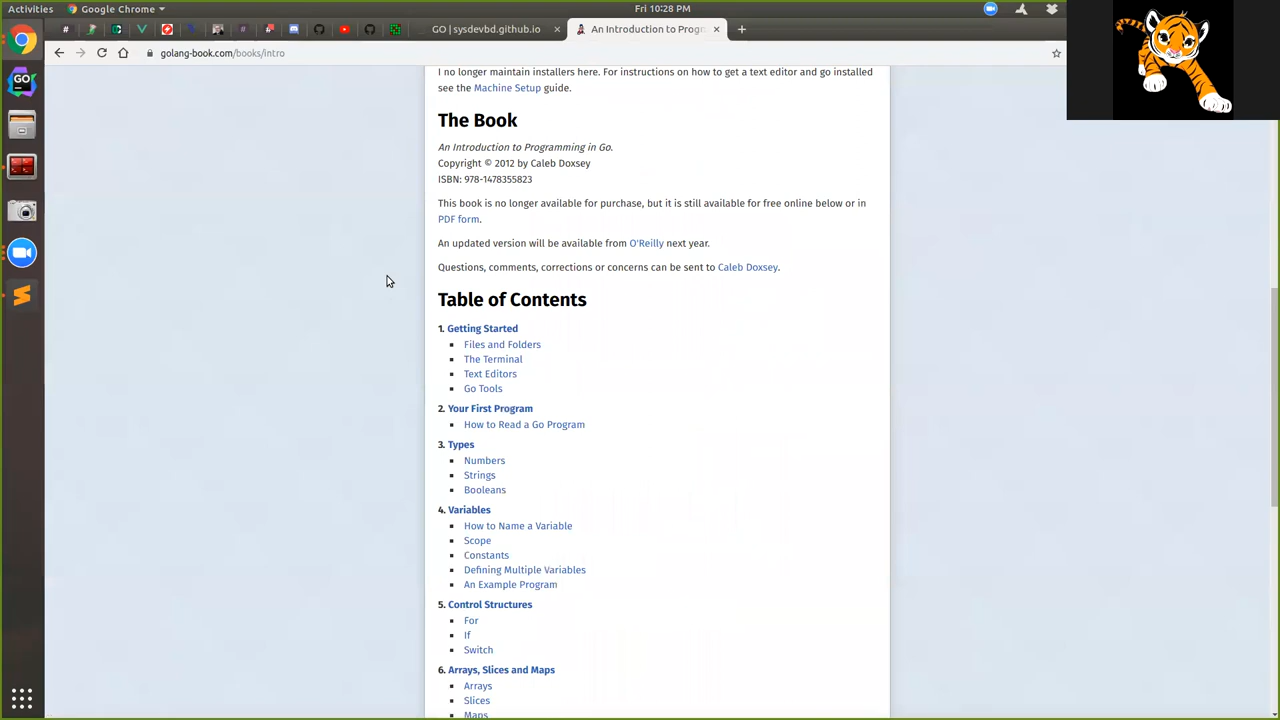 Activities
Google Chrome
Fri 10:28 PM
GO | sysdevbd.github.io
An Introduction to Progr
golang-book.com/books/intro
I no longer maintain installers here. For instructions on how to get a text editor and go installed
see the Machine Setup guide.
The Book
An Introduction to Programming in Go.
Copyright © 2012 by Caleb Doxsey
ISBN: 978-1478355823
This book is no longer available for purchase, but it is still available for free online below or in
PDF form.
An updated version will be available from O'Reilly next year.
Questions, comments, corrections or concerns can be sent to Caleb Doxsey.
Table of Contents
1. Getting Started
Files and Folders
The Terminal
Text Editors
Go Tools
2. Your First Program
How to Read a Go Program
3. Types
Numbers
Strings
Booleans
4. Variables
How to Name a Variable
Scope
Constants
Defining Multiple Variables
An Example Program
5. Control Structures
For
If
Switch
6. Arrays, Slices and Maps
Arrays
Slices
Maps